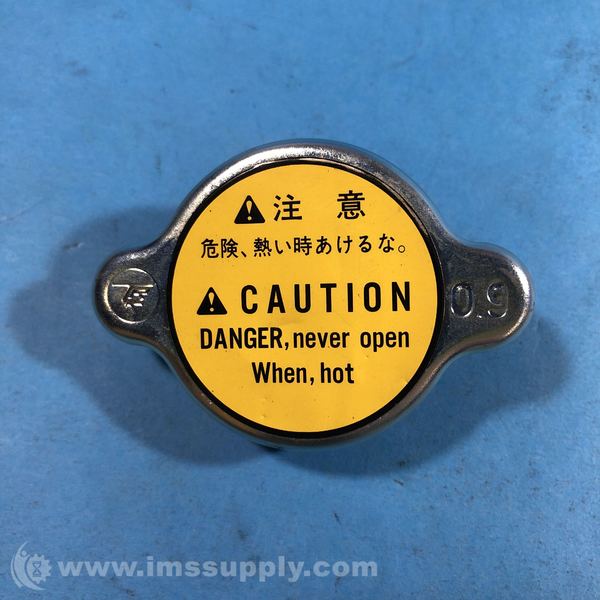 注意
危険、熱い時あけるな。
CAUTION
DANGER, never open
When, hot
0.9
www.imssupply.com